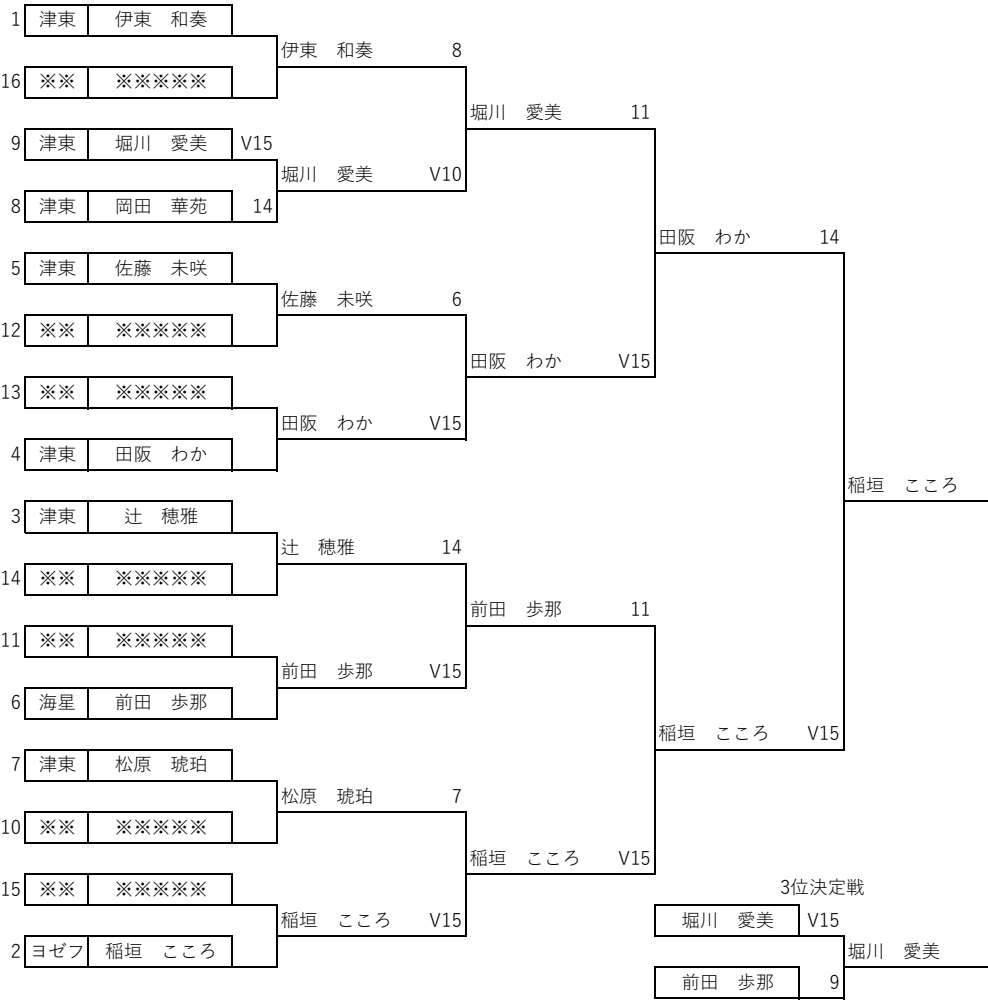 1 津東 伊東　和奏
伊東　和奏 8
16 ※※ ※※※※※
堀川　愛美 11
9 津東 堀川　愛美 V15
堀川　愛美 V10
8 津東 岡田　華苑 14
田阪　わか 14
5 津東 佐藤　未咲
佐藤　未咲 6
12 ※※ ※※※※※
田阪　わか V15
13 ※※ ※※※※※
田阪　わか V15
4 津東 田阪　わか
稲垣　こころ
3 津東 辻　穂雅
辻　穂雅 14
14 ※※ ※※※※※
前田　歩那 11
11 ※※ ※※※※※
前田　歩那 V15
6 海星 前田　歩那
稲垣　こころ V15
7 津東 松原　琥珀
松原　琥珀 7
10 ※※ ※※※※※
稲垣　こころ V15
15 ※※ ※※※※※
3位決定戦
稲垣　こころ V15
堀川　愛美 V15
2 ヨゼフ 稲垣　こころ
堀川　愛美
前田　歩那 9